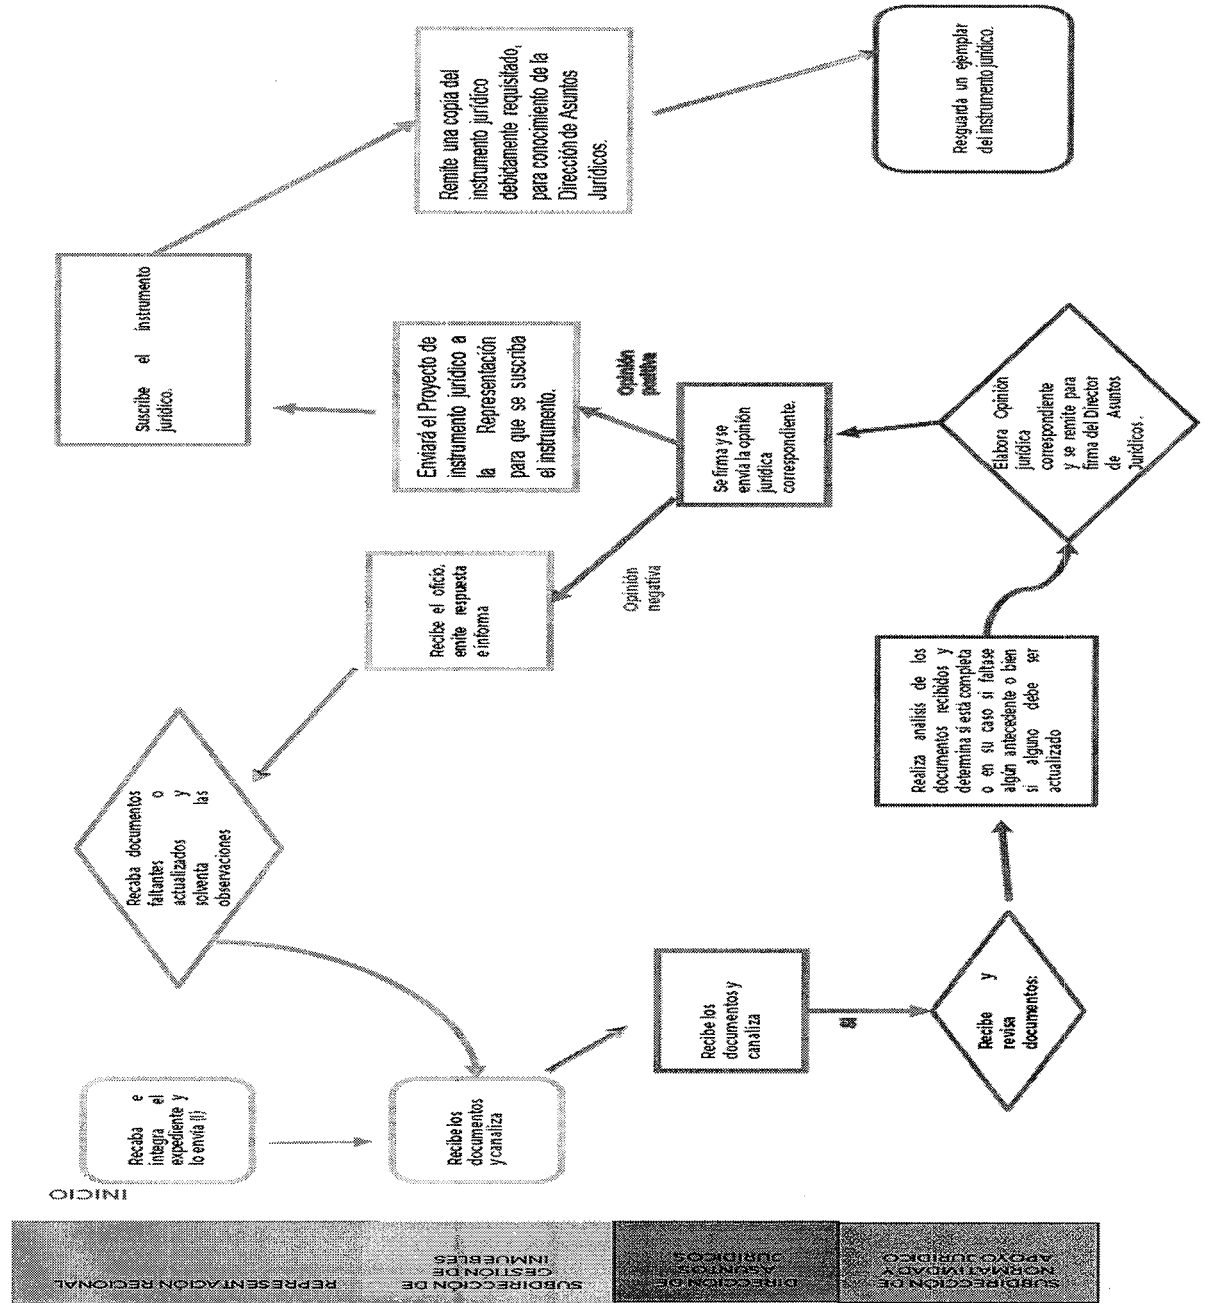 INICIO
REPRESENTACIÓN REGIONAL
SUBDIRECCIÓN DE
GESTIÓN DE
INMUEBLES
DIRECCIÓN DE
ASUNTOS
JURÍDICOS
SUBDIRECCIÓN DE
NORMATIVIDAD Y
APOYO JURÍDICO
Recaba e
integra el
expediente y
lo envía (I)
Recibe los
documentos
y canaliza
Recibe los
documentos y
canaliza
SI
Recibe y
revisa
documentos:
Realiza análisis de los
documentos recibidos y
determina si está completa
o en su caso si faltase
algún antecedente o bien
si alguno debe ser
actualizado
Elabora Opinión
jurídica
correspondiente
y se remite para
firma del Director
de Asuntos
Jurídicos.
Se firma y se
envía la opinión
jurídica
correspondiente.
Opinión
negativa
Recibe el oficio,
emite respuesta
e informa
Recaba documentos
faltantes o
actualizados y
solventa las
observaciones
Opinión
positiva
Enviará el Proyecto de
instrumento jurídico a
la Representación
para que se suscriba
el instrumento.
Suscribe el instrumento
jurídico.
Remite una copia del
instrumento jurídico
debidamente requisitado,
para conocimiento de la
Dirección de Asuntos
Jurídicos.
Resguarda un ejemplar
del instrumento jurídico.